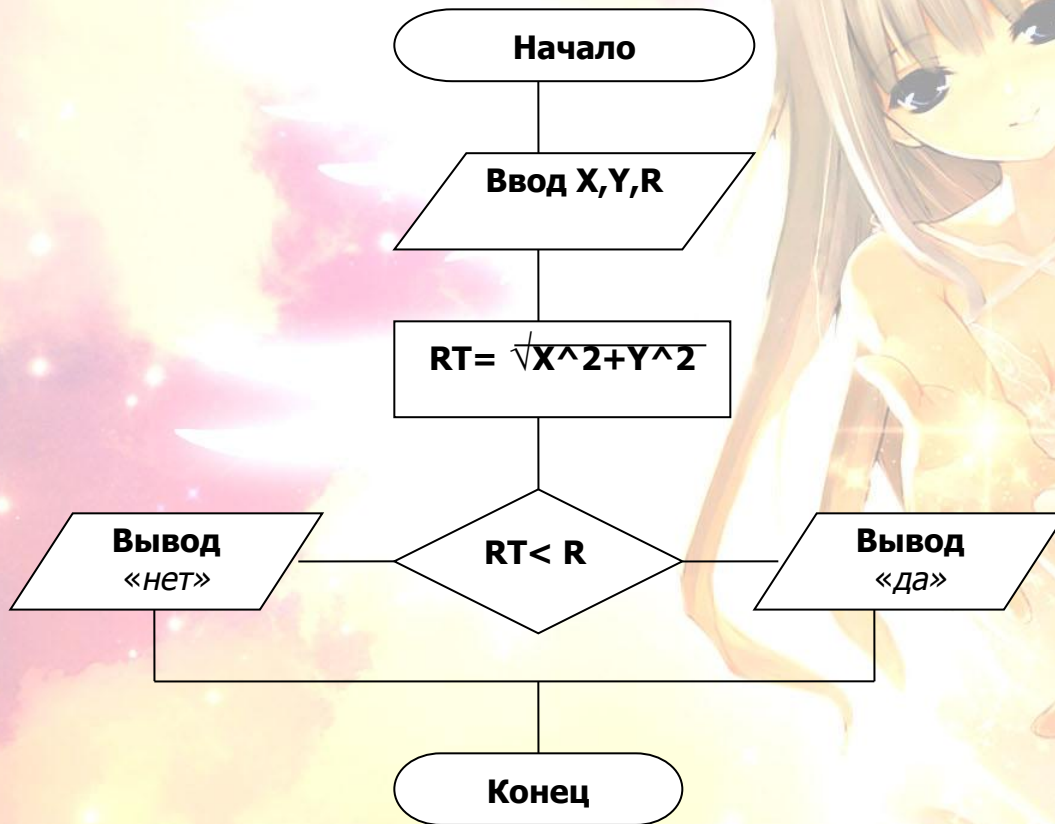 Начало
Ввод X,Y,R
RT= √X^2+Y^2
RT< R
Вывод
«нет»
Вывод
«да»
Конец